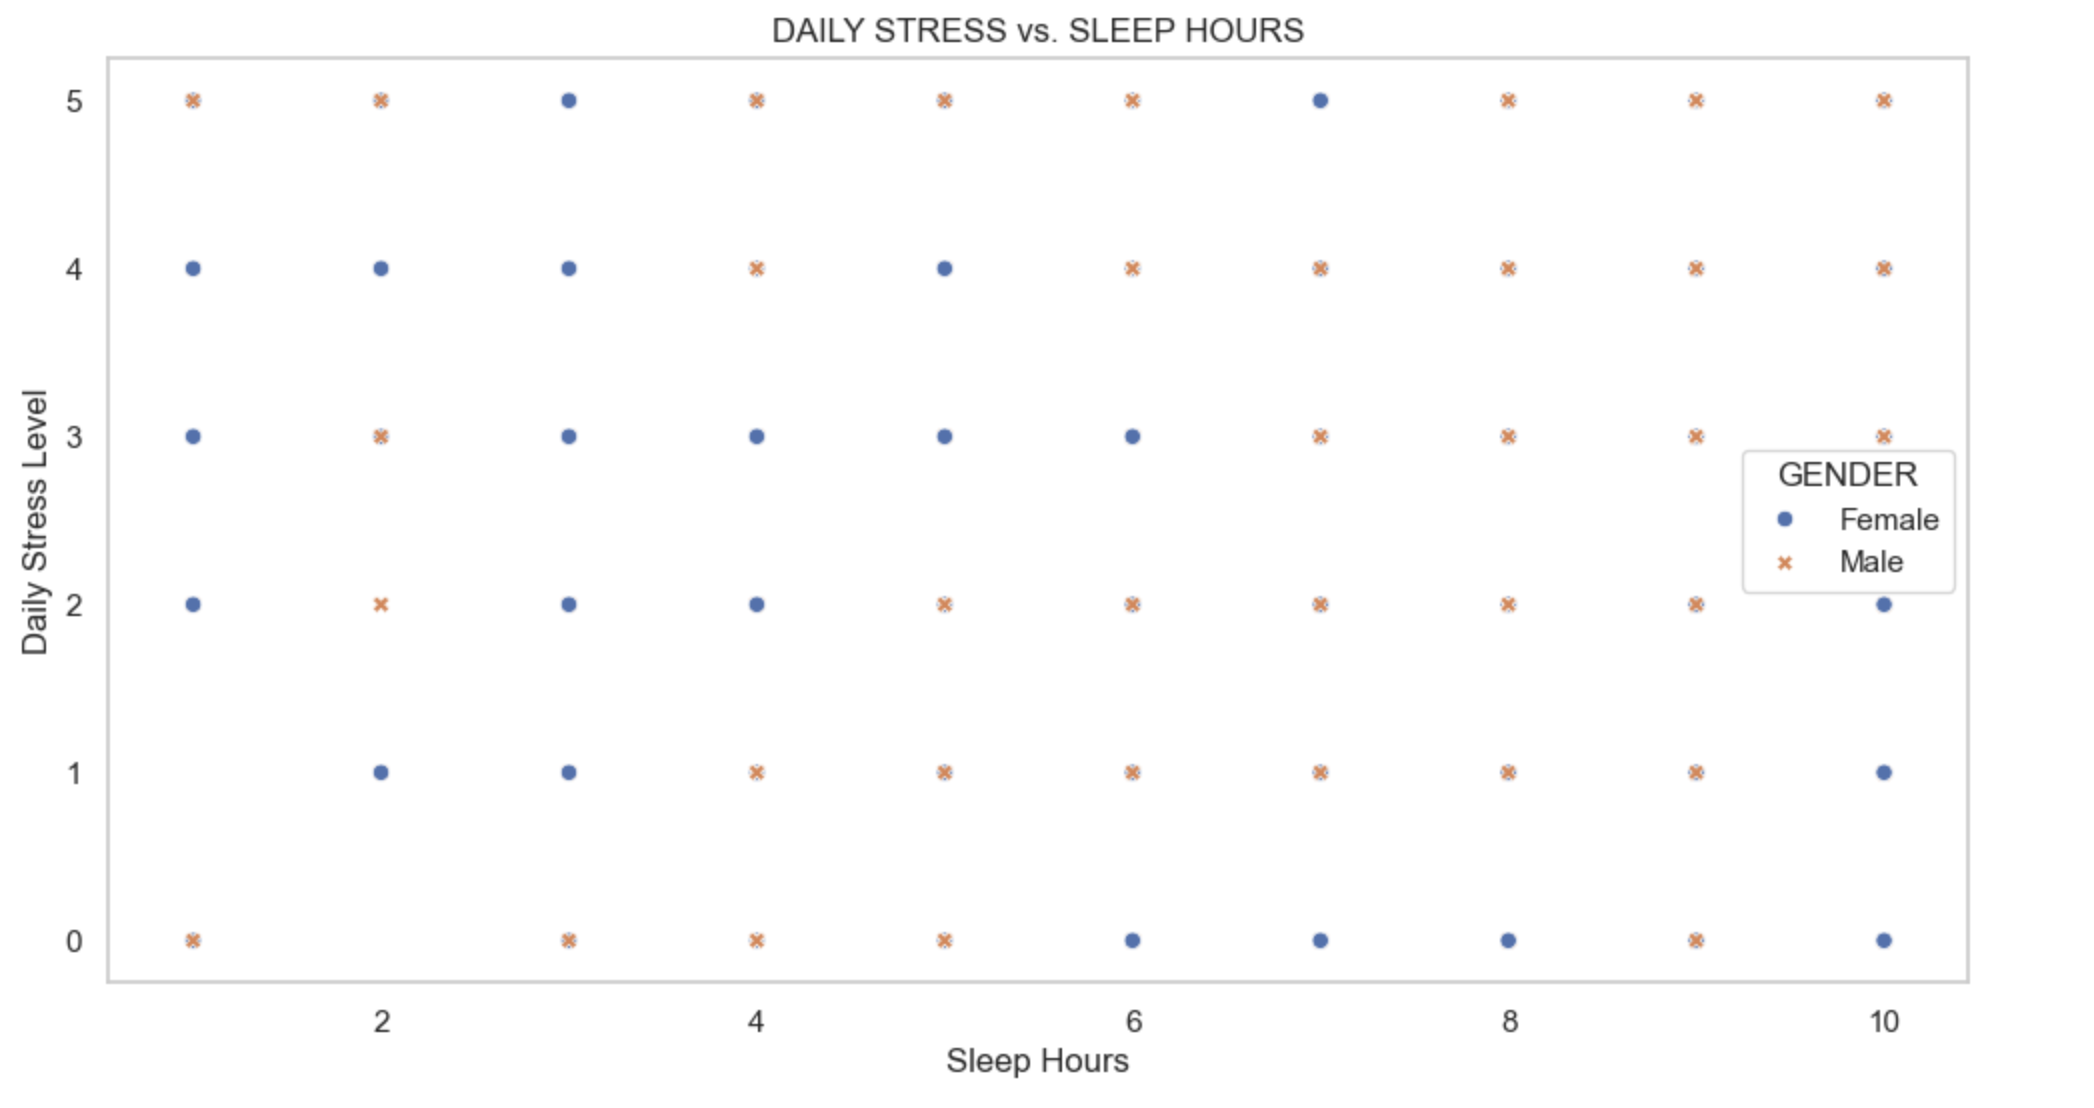 DAILY STRESS vs. SLEEP HOURS
5
4
3
2
1
0
Daily Stress Level
GENDER
Female
Male
2
4
6
8
10
Sleep Hours